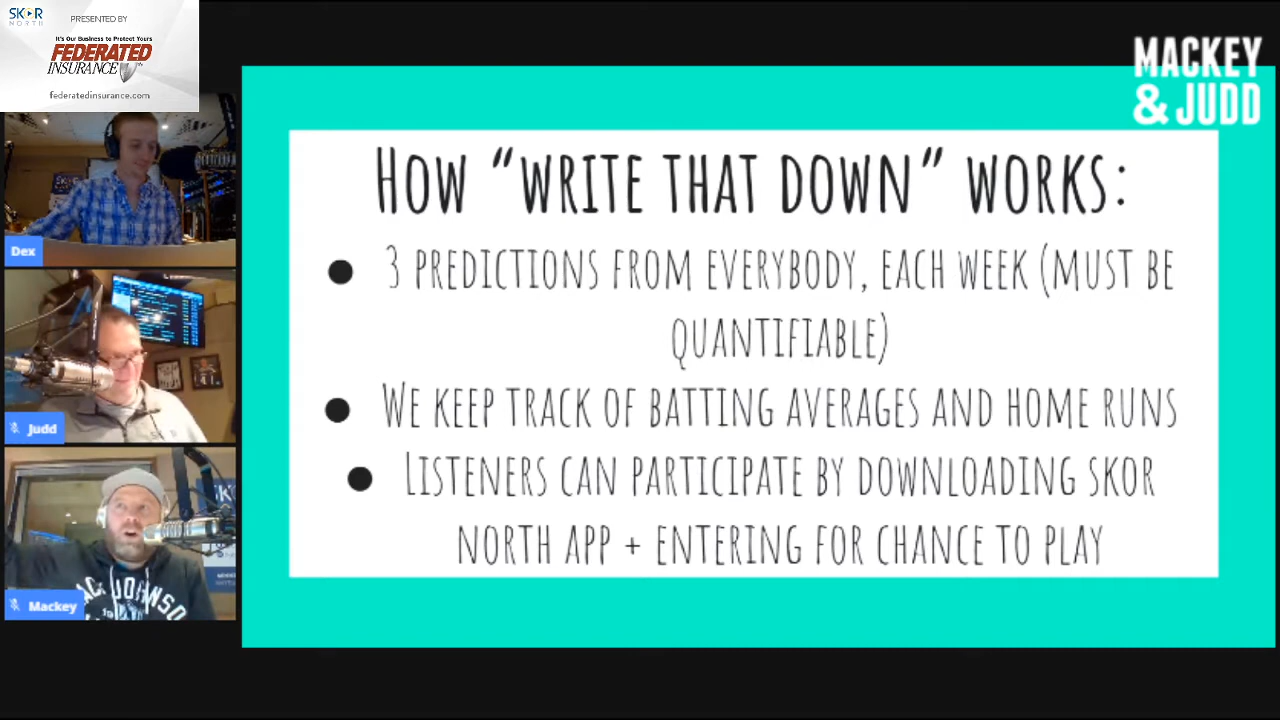 SKOR
NORTH
PRESENTED BY
It's Our Business to Protect Yours
FEDERATED
INSURANCE
federatedinsurance.com
MACKEY
& JUDD
HOW “WRITE THAT DOWN” WORKS:
● 3 PREDICTIONS FROM EVERYBODY, EACH WEEK (MUST BE
QUANTIFIABLE)
● WE KEEP TRACK OF BATTING AVERAGES AND HOME RUNS
● LISTENERS CAN PARTICIPATE BY DOWNLOADING SKOR
NORTH APP + ENTERING FOR CHANCE TO PLAY
Dex
Judd
Mackey